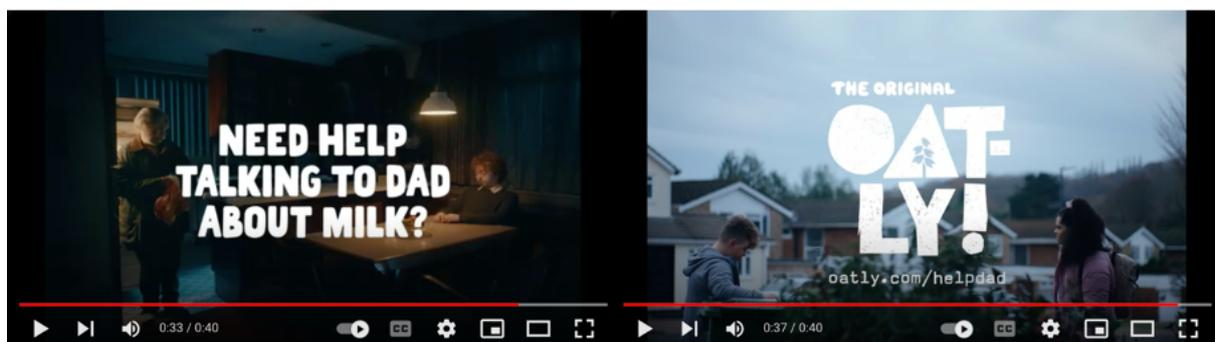 NEED HELP
TALKING TO DAD
ABOUT MILK?
0:33 / 0:40
CC
THE ORIGINAL
OAT-
LY!
oatly.com/helpdad
0:37 / 0:40
CC